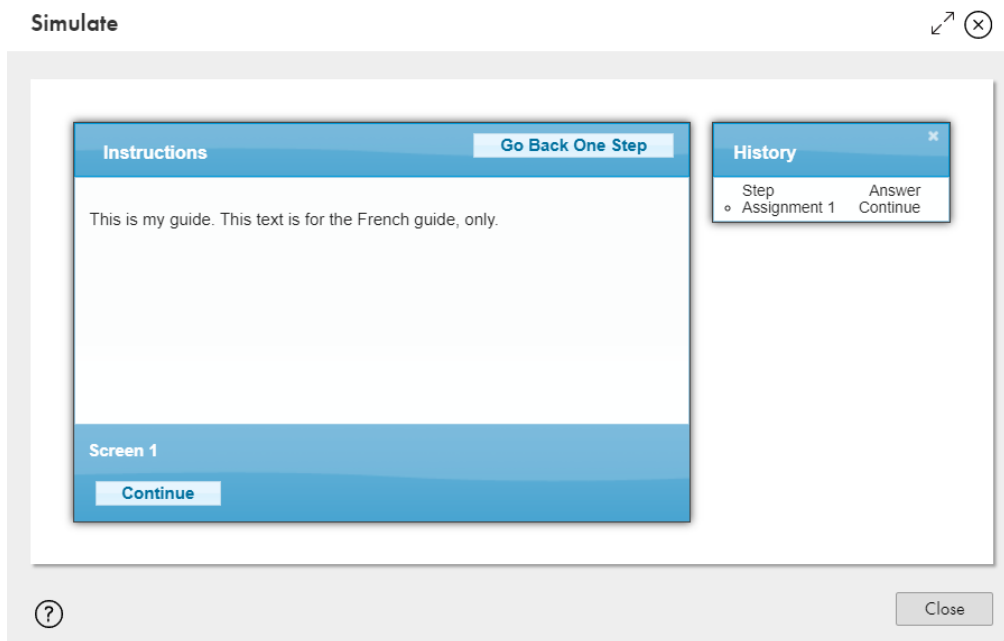 Simulate
Instructions
Go Back One Step
This is my guide. This text is for the French guide, only.
Screen 1
Continue
History
Step Answer
Assignment 1 Continue
?
Close